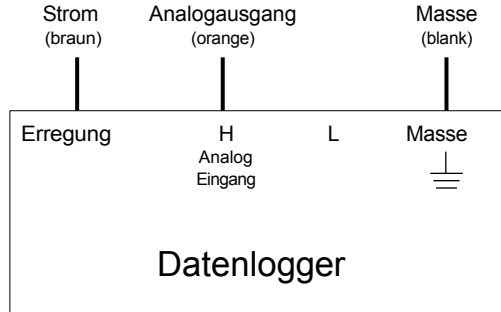 Strom Analogausgang Masse
(braun) (orange) (blank)
Erregung H L Masse
Analog
Eingang
Datenlogger